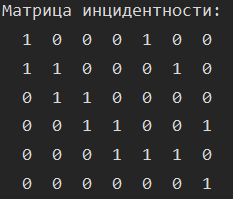 Матрица инцидентности:
1 0 0 0 1 0 0
1 1 0 0 0 1 0
0 1 1 0 0 0 0
0 0 1 1 0 0 1
0 0 0 1 1 1 0
0 0 0 0 0 0 1